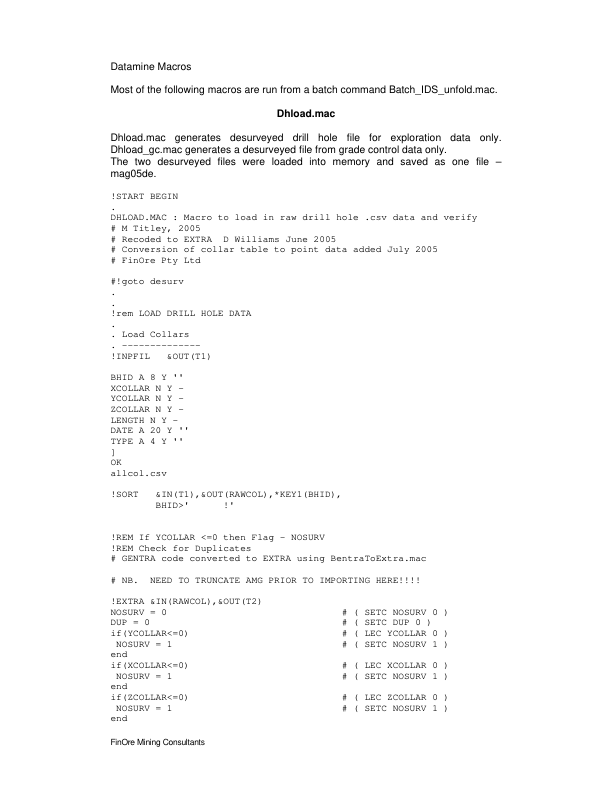 Datamine Macros
Most of the following macros are run from a batch command Batch_IDS_unfold.mac.
Dhload.mac
Dhload.mac generates desurveyed drill hole file for exploration data only.
Dhload_gc.mac generates a desurveyed file from grade control data only.
The two desurveyed files were loaded into memory and saved as one file –
mag05de.
!START BEGIN
.
DHLOAD.MAC : Macro to load in raw drill hole .csv data and verify
# M Titley, 2005
# Recoded to EXTRA  D Williams June 2005
# Conversion of collar table to point data added July 2005
# FinOre Pty Ltd
#!goto desurv
.
.
!rem LOAD DRILL HOLE DATA
.
. Load Collars
. --------------
!INPFIL   &OUT(T1)
BHID A 8 Y ''
XCOLLAR N Y -
YCOLLAR N Y -
ZCOLLAR N Y -
LENGTH N Y -
DATE A 20 Y ''
TYPE A 4 Y ''
]
OK
allcol.csv
!SORT   &IN(T1),&OUT(RAWCOL),*KEY1(BHID),
        BHID>'      !'
!REM If YCOLLAR <=0 then Flag - NOSURV
!REM Check for Duplicates
# GENTRA code converted to EXTRA using BentraToExtra.mac
# NB.  NEED TO TRUNCATE AMG PRIOR TO IMPORTING HERE!!!!
!EXTRA &IN(RAWCOL),&OUT(T2)
NOSURV = 0                              # ( SETC NOSURV 0 )
DUP = 0                                 # ( SETC DUP 0 )
if(YCOLLAR<=0)                          # ( LEC YCOLLAR 0 )
 NOSURV = 1                             # ( SETC NOSURV 1 )
end
if(XCOLLAR<=0)                          # ( LEC XCOLLAR 0 )
 NOSURV = 1                             # ( SETC NOSURV 1 )
end
if(ZCOLLAR<=0)                          # ( LEC ZCOLLAR 0 )
 NOSURV = 1                             # ( SETC NOSURV 1 )
end
FinOre Mining Consultants